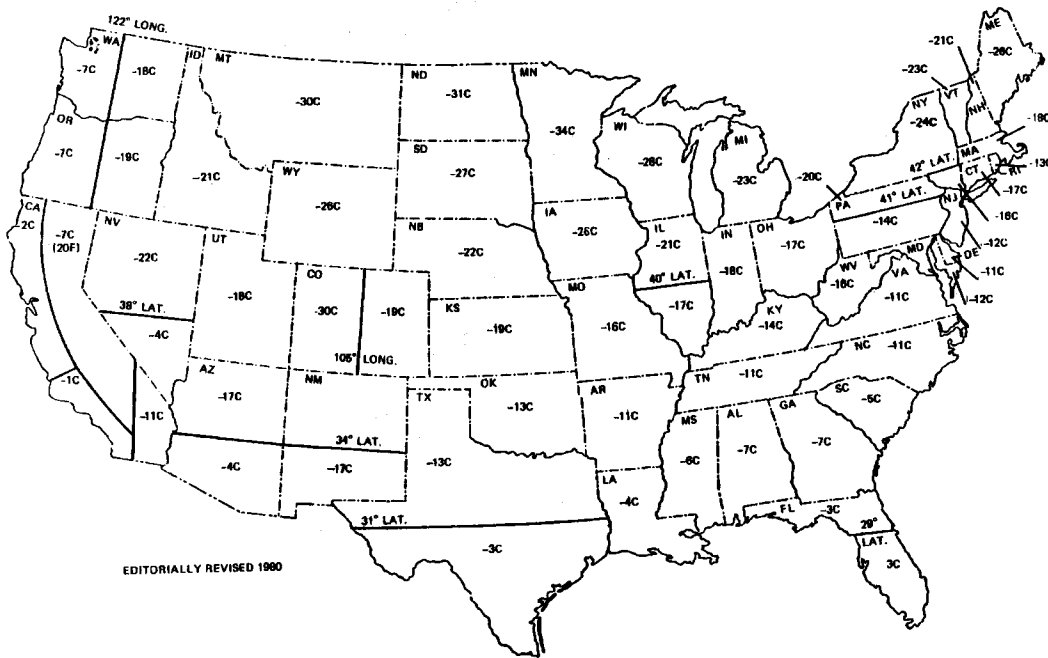 122° LONG.
WA
-7C
-18C
ID
MT
-30C
ND
-31C
MN
-34C
ME
-26C
-21C
-23C
NY
VT
-24C
NH
-18C
OR
-7C
-19C
-21C
WY
-26C
SD
-27C
WI
-26C
MI
-23C
-20C
42° LAT.
MA
CT
RI
-13C
-17C
41° LAT.
PA
-14C
NJ
-16C
-12C
CA
2C
-7C
(20F)
NV
-22C
UT
-18C
NB
-22C
IA
-26C
IL
-21C
IN
-18C
OH
-17C
MD
DE
-11C
-12C
WV
-16C
VA
-11C
38° LAT.
-4C
CO
-30C
-19C
105° LONG.
KS
-19C
MO
-16C
40° LAT.
-17C
KY
-14C
-1C
-11C
AZ
-17C
NM
34° LAT.
-4C
-17C
TX
-13C
OK
-13C
AR
-11C
TN
-11C
NC
-11C
SC
-5C
MS
-6C
AL
-7C
GA
-7C
LA
-4C
31° LAT.
-3C
FL
-3C
29°
LAT.
3C
EDITORIALLY REVISED 1980